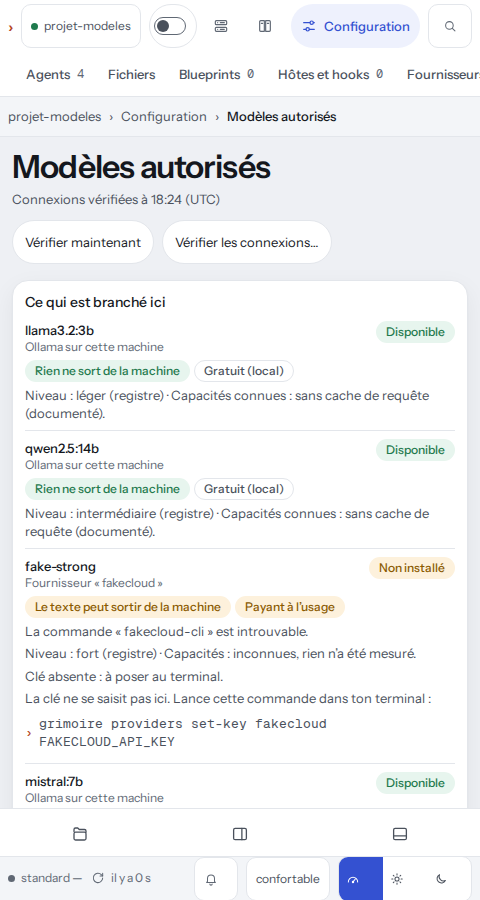 › projet-modeles Configuration
Agents 4 Fichiers Blueprints 0 Hôtes et hooks 0 Fournisseurs
projet-modeles › Configuration › Modèles autorisés
Modèles autorisés
Connexions vérifiées à 18:24 (UTC)
Vérifier maintenant Vérifier les connexions...
Ce qui est branché ici
llama3.2:3b Disponible
Ollama sur cette machine
Rien ne sort de la machine Gratuit (local)
Niveau : léger (registre) · Capacités connues : sans cache de requête
(documenté).
qwen2.5:14b Disponible
Ollama sur cette machine
Rien ne sort de la machine Gratuit (local)
Niveau : intermédiaire (registre) · Capacités connues : sans cache de
requête (documenté).
fake-strong Non installé
Fournisseur « fakecloud »
Le texte peut sortir de la machine Payant à l'usage
La commande « fakecloud-cli » est introuvable.
Niveau : fort (registre) · Capacités : inconnues, rien n'a été mesuré.
Clé absente : à poser au terminal.
La clé ne se saisit pas ici. Lance cette commande dans ton terminal :
› grimoire providers set-key fakecloud
FAKECLOUD_API_KEY
mistral:7b Disponible
Ollama sur cette machine
standard — il y a 0 s confortable